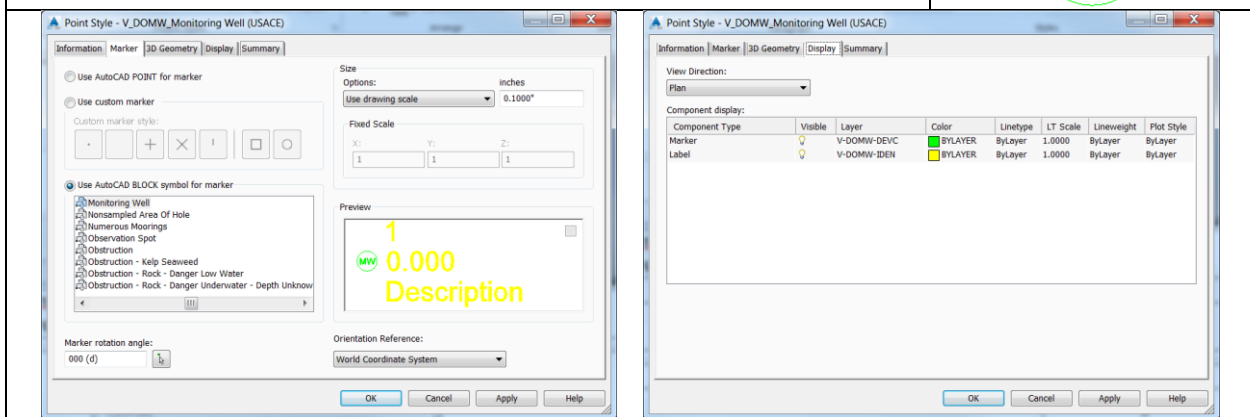 Point Style - V_DOMW_Monitoring Well (USACE)
Information Marker 3D Geometry Display Summary
Use AutoCAD POINT for marker
Use custom marker
Custom marker style:
Use AutoCAD BLOCK symbol for marker
Monitoring Well
Nonsampled Area Of Hole
Numerous Moorings
Observation Spot
Obstruction
Obstruction - Kelp Seaweed
Obstruction - Rock - Danger Low Water
Obstruction - Rock - Danger Underwater - Depth Unknow
Marker rotation angle:
000 (d)
Size
Options: inches
Use drawing scale 0.1000"
Fixed Scale
X: Y: Z:
1 1 1
Preview
1
MW 0.000
Description
Orientation Reference:
World Coordinate System
OK Cancel Apply Help
Point Style - V_DOMW_Monitoring Well (USACE)
Information Marker 3D Geometry Display Summary
View Direction:
Plan
Component display:
Component Type Visible Layer Color Linetype LT Scale Lineweight Plot Style
Marker V-DOMW-DEVC BYLAYER ByLayer 1.0000 ByLayer ByLayer
Label V-DOMW-IDEN BYLAYER ByLayer 1.0000 ByLayer ByLayer
OK Cancel Apply Help